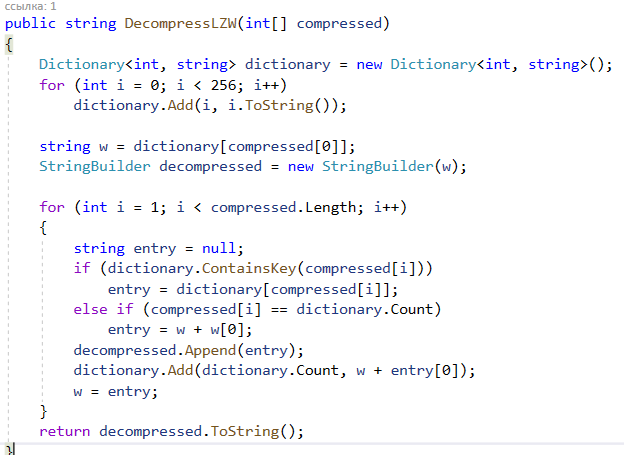 ссылка: 1
public string DecompressLZW(int[] compressed)
{
    Dictionary<int, string> dictionary = new Dictionary<int, string>();
    for (int i = 0; i < 256; i++)
        dictionary.Add(i, i.ToString());

    string w = dictionary[compressed[0]];
    StringBuilder decompressed = new StringBuilder(w);

    for (int i = 1; i < compressed.Length; i++)
    {
        string entry = null;
        if (dictionary.ContainsKey(compressed[i]))
            entry = dictionary[compressed[i]];
        else if (compressed[i] == dictionary.Count)
            entry = w + w[0];
        decompressed.Append(entry);
        dictionary.Add(dictionary.Count, w + entry[0]);
        w = entry;
    }
    return decompressed.ToString();
}